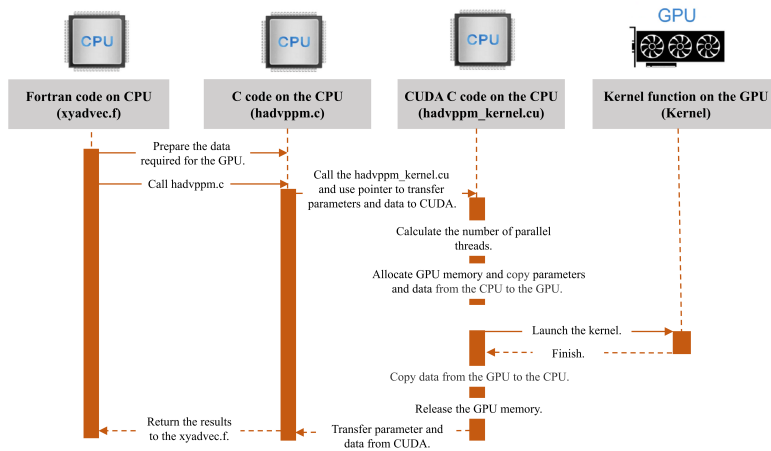 CPU
CPU
CPU
GPU
Fortran code on CPU
(xyadvec.f)
C code on the CPU
(hadvppm.c)
CUDA C code on the CPU
(hadvppm_kernel.cu)
Kernel function on the GPU
(Kernel)
Prepare the data
required for the GPU.
Call hadvppm.c
Call the hadvppm_kernel.cu
and use pointer to transfer
parameters and data to CUDA.
Calculate the number of parallel
threads.
Allocate GPU memory and copy parameters
and data from the CPU to the GPU.
Launch the kernel.
Finish.
Copy data from the GPU to the CPU.
Release the GPU memory.
Transfer parameter and
data from CUDA.
Return the results
to the xyadvec.f.